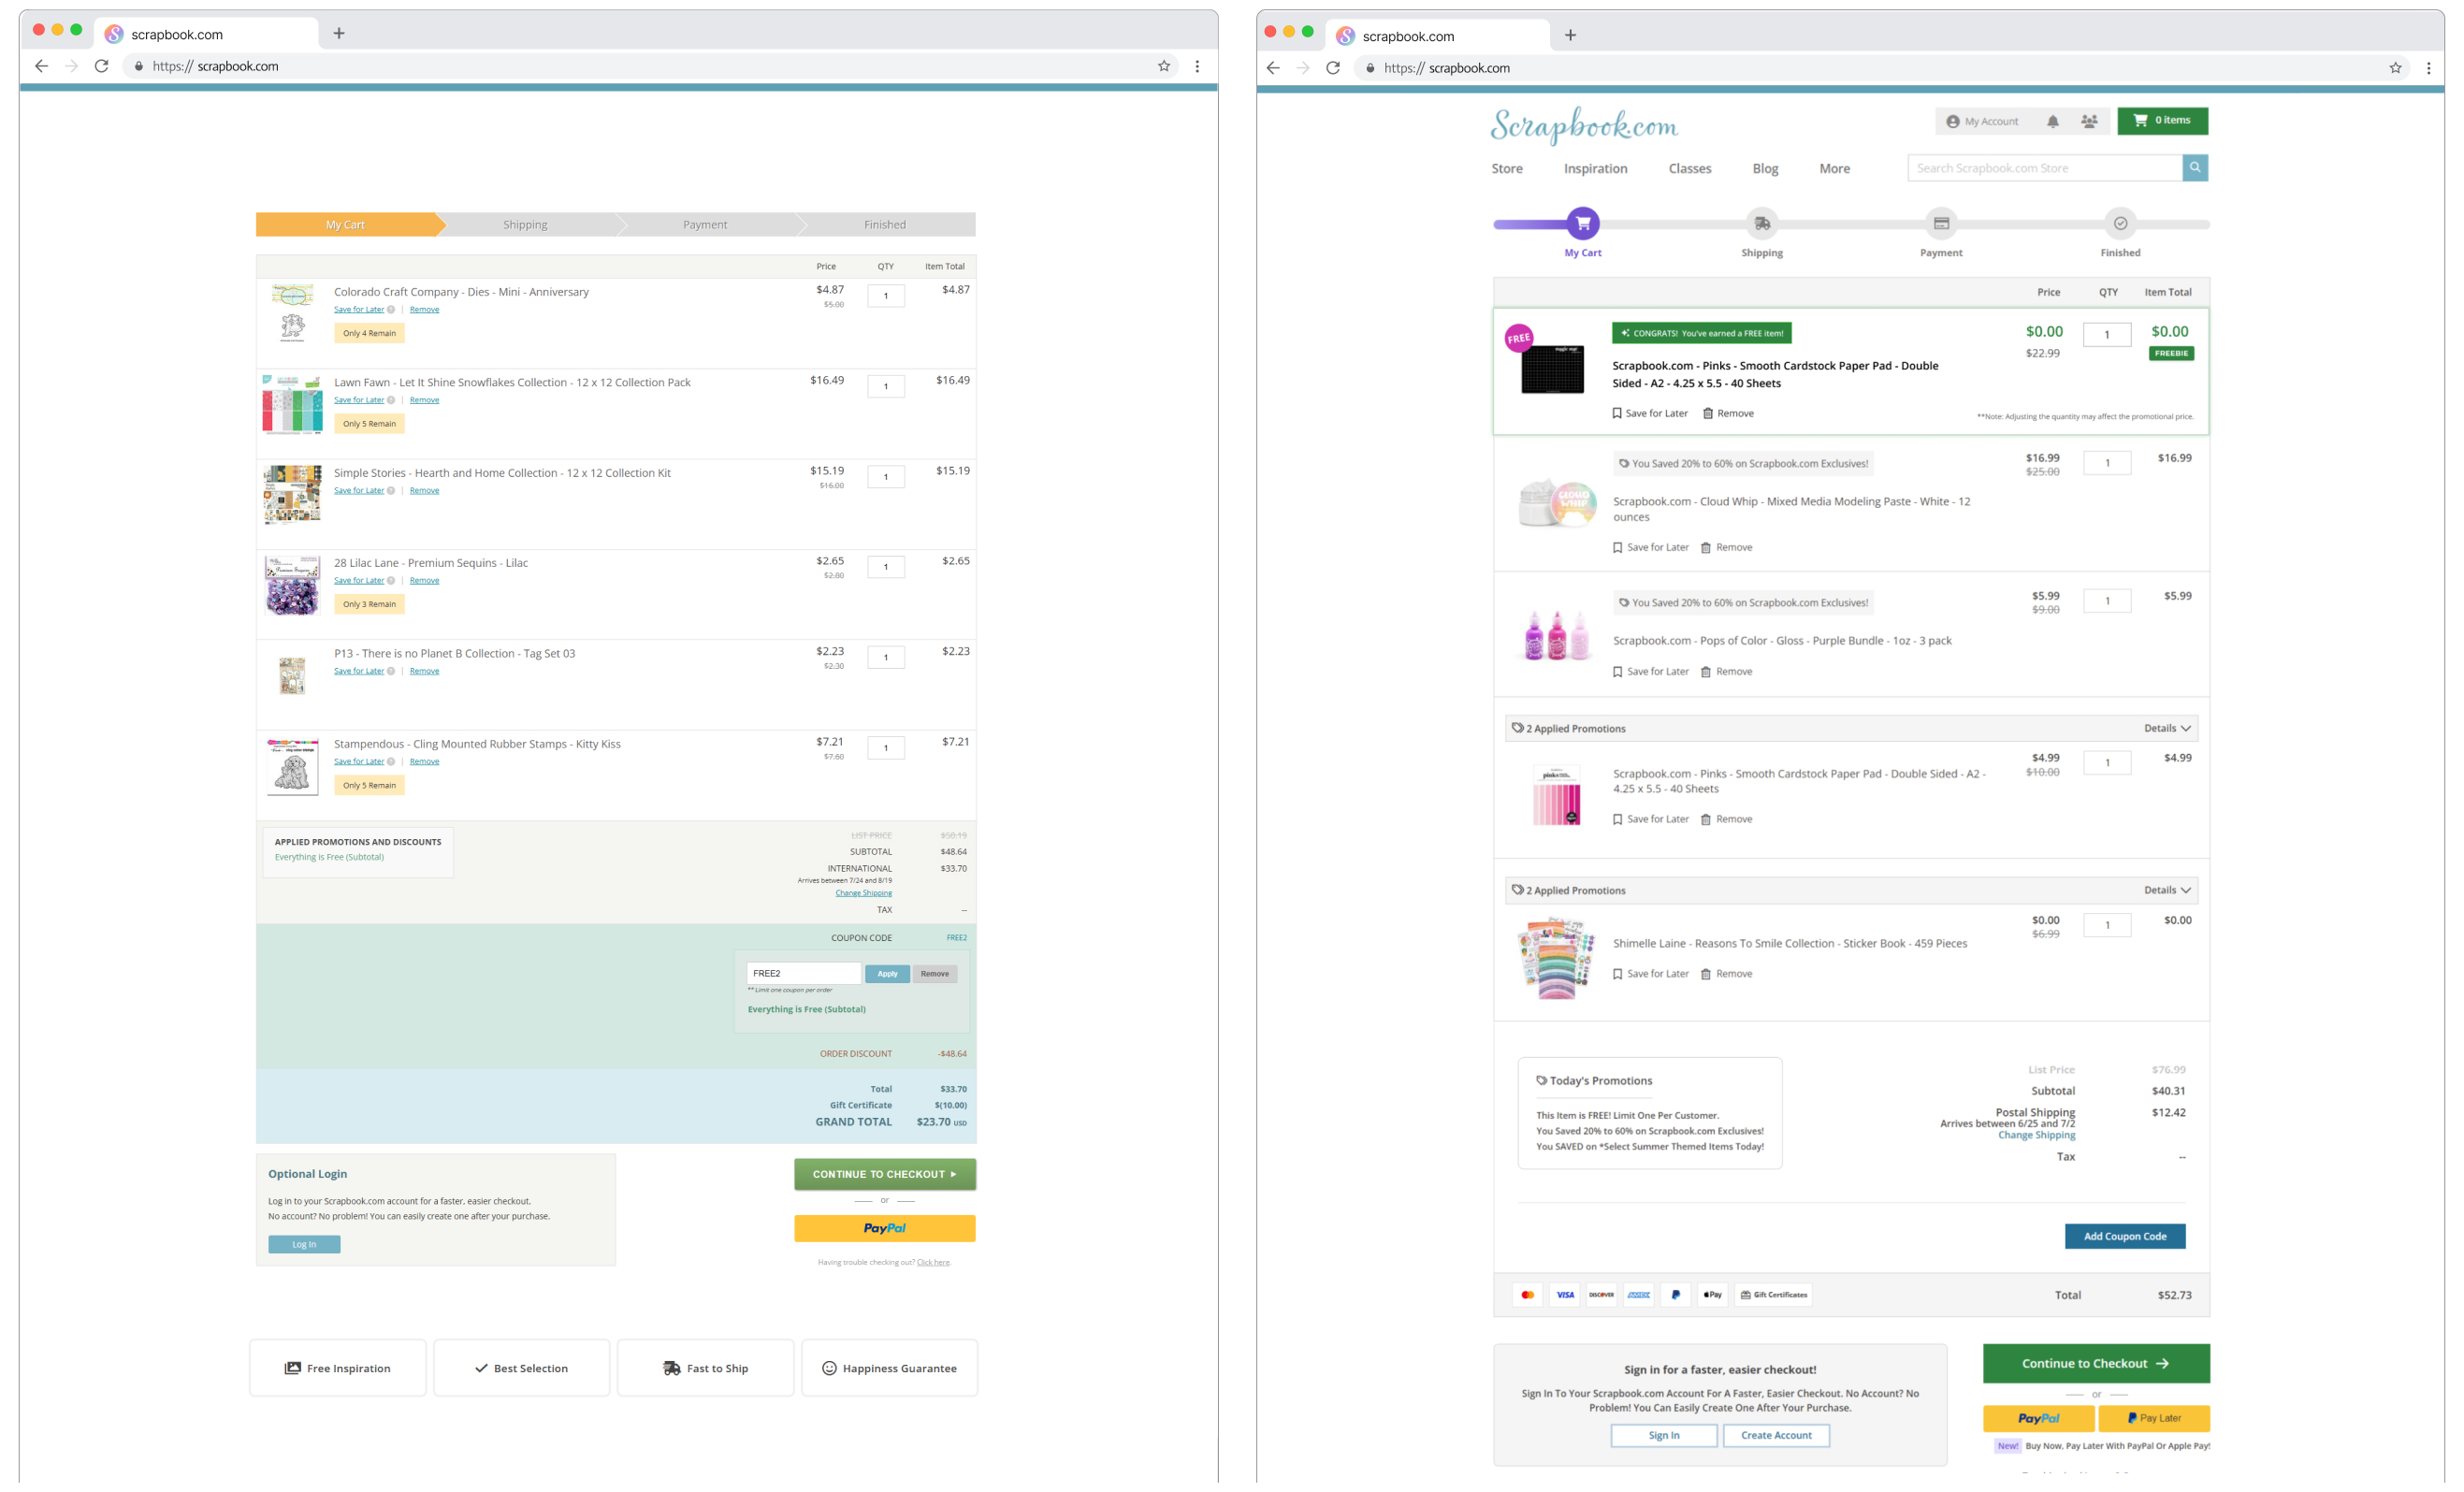 scrapbook.com
https:// scrapbook.com
My Cart
Shipping
Payment
Finished
Price QTY Item Total
Colorado Craft Company - Dies - Mini - Anniversary
$4.87 1 $4.87
$5.00
Save for Later ? | Remove
Only 4 Remain
Lawn Fawn - Let It Shine Snowflakes Collection - 12 x 12 Collection Pack
$16.49 1 $16.49
Save for Later ? | Remove
Only 5 Remain
Simple Stories - Hearth and Home Collection - 12 x 12 Collection Kit
$15.19 1 $15.19
$16.00
Save for Later ? | Remove
28 Lilac Lane - Premium Sequins - Lilac
$2.65 1 $2.65
$2.80
Save for Later ? | Remove
Only 3 Remain
P13 - There is no Planet B Collection - Tag Set 03
$2.23 1 $2.23
$2.30
Save for Later ? | Remove
Stampendous - Cling Mounted Rubber Stamps - Kitty Kiss
$7.21 1 $7.21
$7.60
Save for Later ? | Remove
Only 5 Remain
APPLIED PROMOTIONS AND DISCOUNTS
Everything is Free (Subtotal)
LIST PRICE $50.19
SUBTOTAL $48.64
INTERNATIONAL $33.70
Arrives between 7/24 and 8/19
Change Shipping
TAX --
COUPON CODE FREE2
FREE2 Apply Remove
** Limit one coupon per order
Everything is Free (Subtotal)
ORDER DISCOUNT -$48.64
Total $33.70
Gift Certificate $(10.00)
GRAND TOTAL $23.70 USD
Optional Login
Log in to your Scrapbook.com account for a faster, easier checkout.
No account? No problem! You can easily create one after your purchase.
Log In
CONTINUE TO CHECKOUT
or
PayPal
Having trouble checking out? Click here.
Free Inspiration
Best Selection
Fast to Ship
Happiness Guarantee
scrapbook.com
https:// scrapbook.com
Scrapbook.com
My Account
0 items
Store
Inspiration
Classes
Blog
More
Search Scrapbook.com Store
My Cart
Shipping
Payment
Finished
Price QTY Item Total
FREE
CONGRATS! You've earned a FREE item!
$0.00 1 $0.00
$22.99 FREEBIE
Scrapbook.com - Pinks - Smooth Cardstock Paper Pad - Double
Sided - A2 - 4.25 x 5.5 - 40 Sheets
Save for Later Remove
**Note: Adjusting the quantity may affect the promotional price.
You Saved 20% to 60% on Scrapbook.com Exclusives!
$16.99 1 $16.99
$25.00
CLOUD WHIP
Scrapbook.com - Cloud Whip - Mixed Media Modeling Paste - White - 12
ounces
Save for Later Remove
You Saved 20% to 60% on Scrapbook.com Exclusives!
$5.99 1 $5.99
$9.00
Scrapbook.com - Pops of Color - Gloss - Purple Bundle - 1oz - 3 pack
Save for Later Remove
2 Applied Promotions Details
$4.99 1 $4.99
$10.00
Scrapbook.com - Pinks - Smooth Cardstock Paper Pad - Double Sided - A2 -
4.25 x 5.5 - 40 Sheets
Save for Later Remove
2 Applied Promotions Details
$0.00 1 $0.00
$6.99
Shimelle Laine - Reasons To Smile Collection - Sticker Book - 459 Pieces
Save for Later Remove
Today's Promotions
This Item is FREE! Limit One Per Customer.
You Saved 20% to 60% on Scrapbook.com Exclusives!
You SAVED on *Select Summer Themed Items Today!
List Price $76.99
Subtotal $40.31
Postal Shipping $12.42
Arrives between 6/25 and 7/2
Change Shipping
Tax --
Add Coupon Code
VISA
DISCOVER
Pay
Gift Certificates
Total $52.73
Sign in for a faster, easier checkout!
Sign In To Your Scrapbook.com Account For A Faster, Easier Checkout. No Account? No
Problem! You Can Easily Create One After Your Purchase.
Sign In
Create Account
Continue to Checkout
or
PayPal
Pay Later
New! Buy Now, Pay Later With PayPal Or Apple Pay!